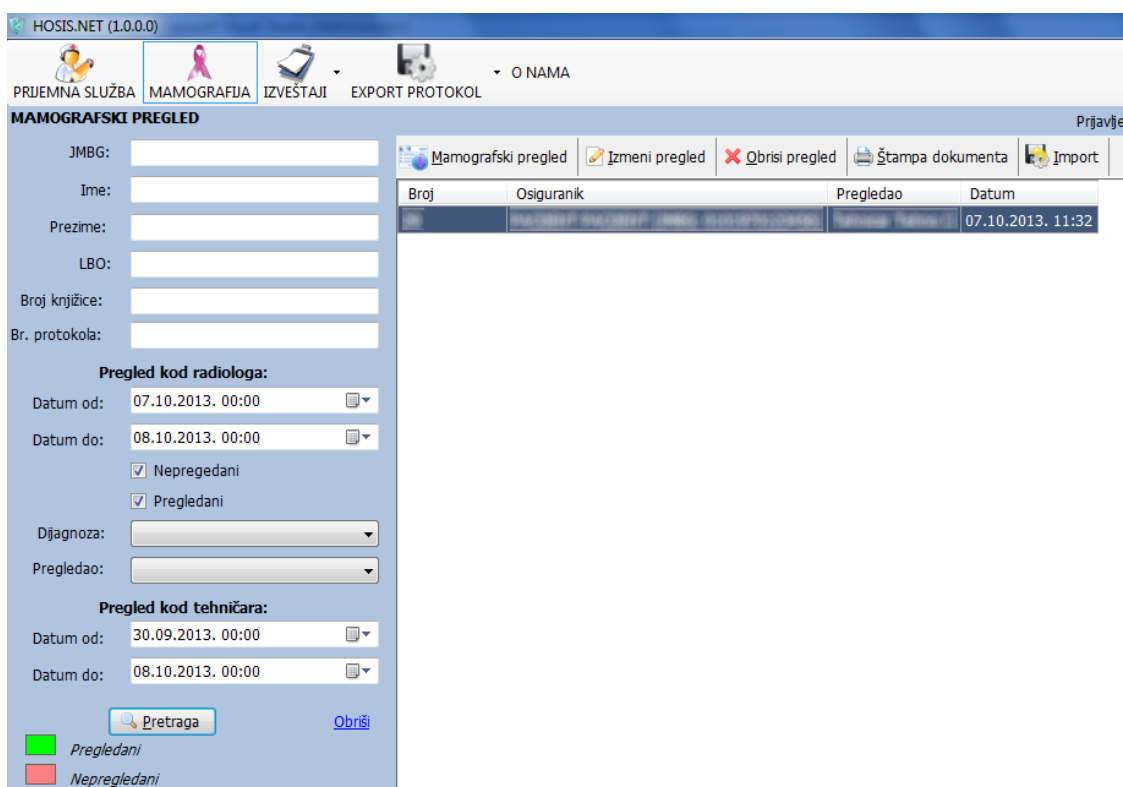 HOSIS.NET (1.0.0.0)
PRIJEMNA SLUŽBA MAMOGRAFIJA IZVEŠTAJI EXPORT PROTOKOL O NAMA
MAMOGRAFSKI PREGLED
Prijavlje
JMBG:
Ime:
Prezime:
LBO:
Broj knjižice:
Br. protokola:
Pregled kod radiologa:
Datum od: 07.10.2013. 00:00
Datum do: 08.10.2013. 00:00
Nepregedani
Pregledani
Dijagnoza:
Pregledao:
Pregled kod tehničara:
Datum od: 30.09.2013. 00:00
Datum do: 08.10.2013. 00:00
Pretraga Obriši
Pregledani
Nepregledani
Mamografski pregled Izmeni pregled Obrisi pregled Štampa dokumenta Import
Broj Osiguranik Pregledao Datum
07.10.2013. 11:32